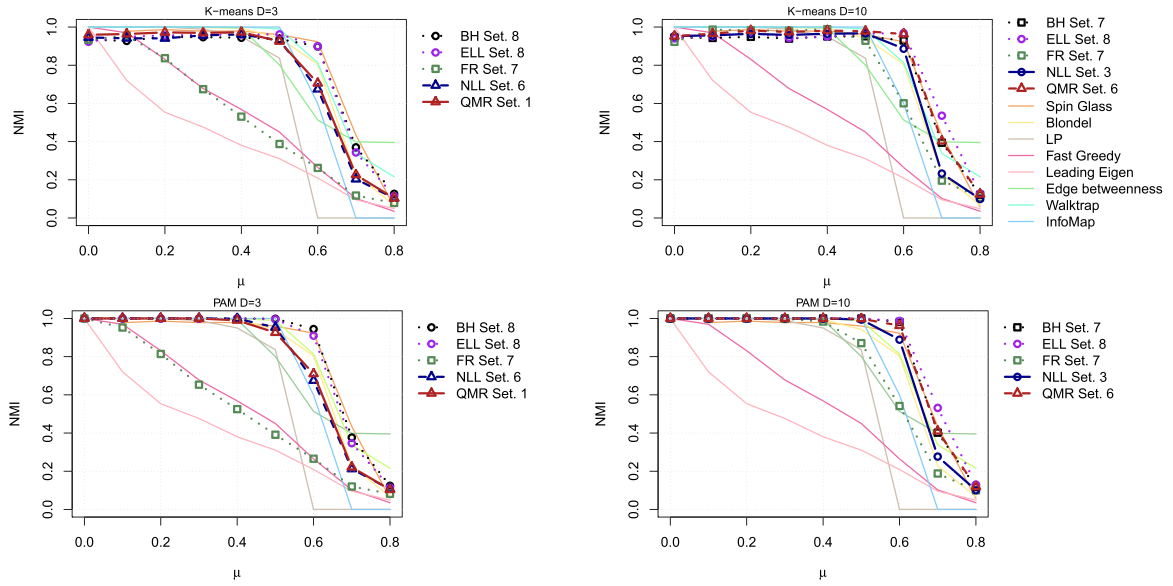 K−means D=3
NMI
0.0
0.2
0.4
0.6
0.8
1.0
0.0 0.2 0.4 0.6 0.8
μ
BH Set. 8
ELL Set. 8
FR Set. 7
NLL Set. 6
QMR Set. 1
K−means D=10
NMI
0.0
0.2
0.4
0.6
0.8
1.0
0.0 0.2 0.4 0.6 0.8
μ
BH Set. 7
ELL Set. 8
FR Set. 7
NLL Set. 3
QMR Set. 6
Spin Glass
Blondel
LP
Fast Greedy
Leading Eigen
Edge betweenness
Walktrap
InfoMap
PAM D=3
NMI
0.0
0.2
0.4
0.6
0.8
1.0
0.0 0.2 0.4 0.6 0.8
μ
BH Set. 8
ELL Set. 8
FR Set. 7
NLL Set. 6
QMR Set. 1
PAM D=10
NMI
0.0
0.2
0.4
0.6
0.8
1.0
0.0 0.2 0.4 0.6 0.8
μ
BH Set. 7
ELL Set. 8
FR Set. 7
NLL Set. 3
QMR Set. 6